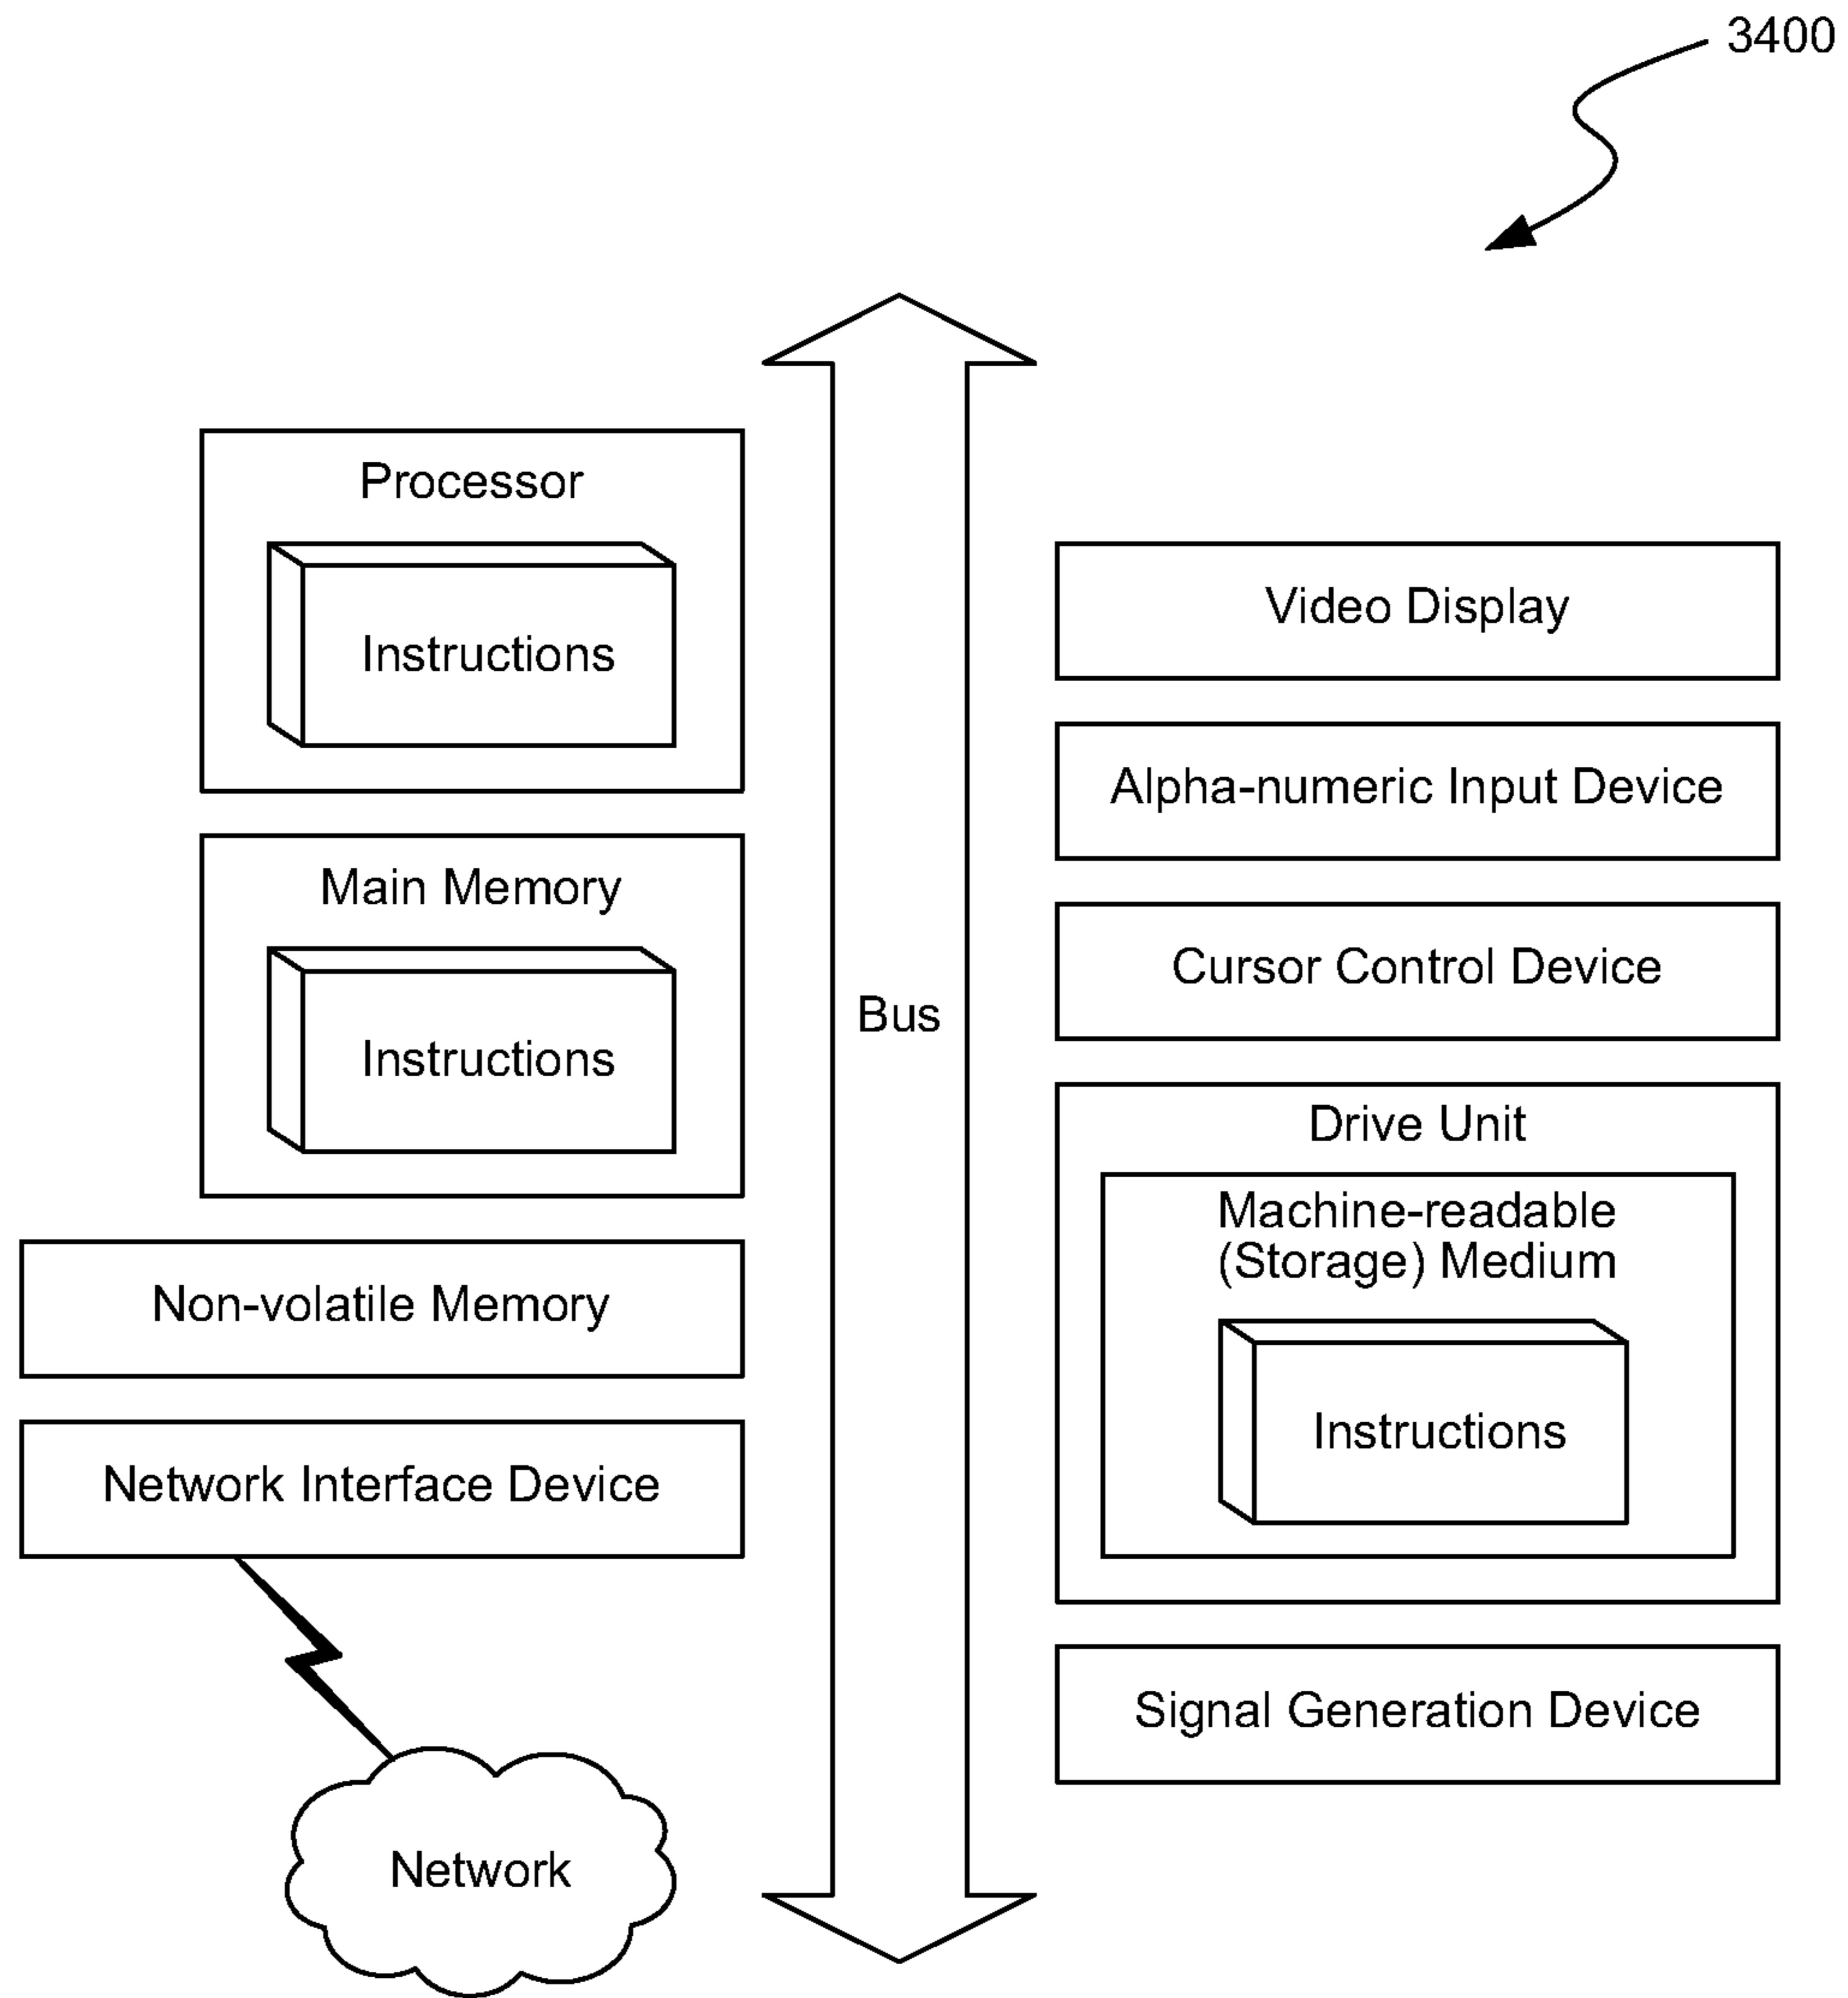 3400
Processor
Instructions
Main Memory
Instructions
Non-volatile Memory
Network Interface Device
Network
Bus
Video Display
Alpha-numeric Input Device
Cursor Control Device
Drive Unit
Machine-readable
(Storage) Medium
Instructions
Signal Generation Device